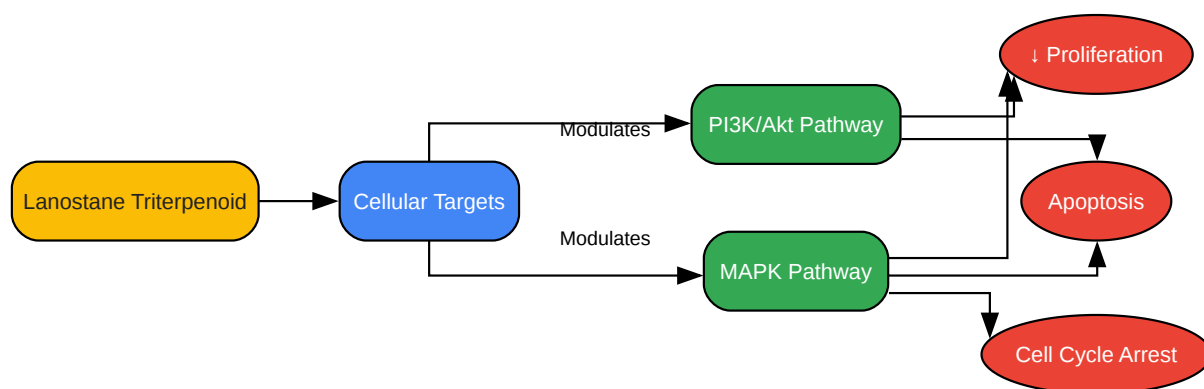 ↓ Proliferation
PI3K/Akt Pathway
Modulates
Lanostane Triterpenoid
Cellular Targets
Apoptosis
Modulates
MAPK Pathway
Cell Cycle Arrest